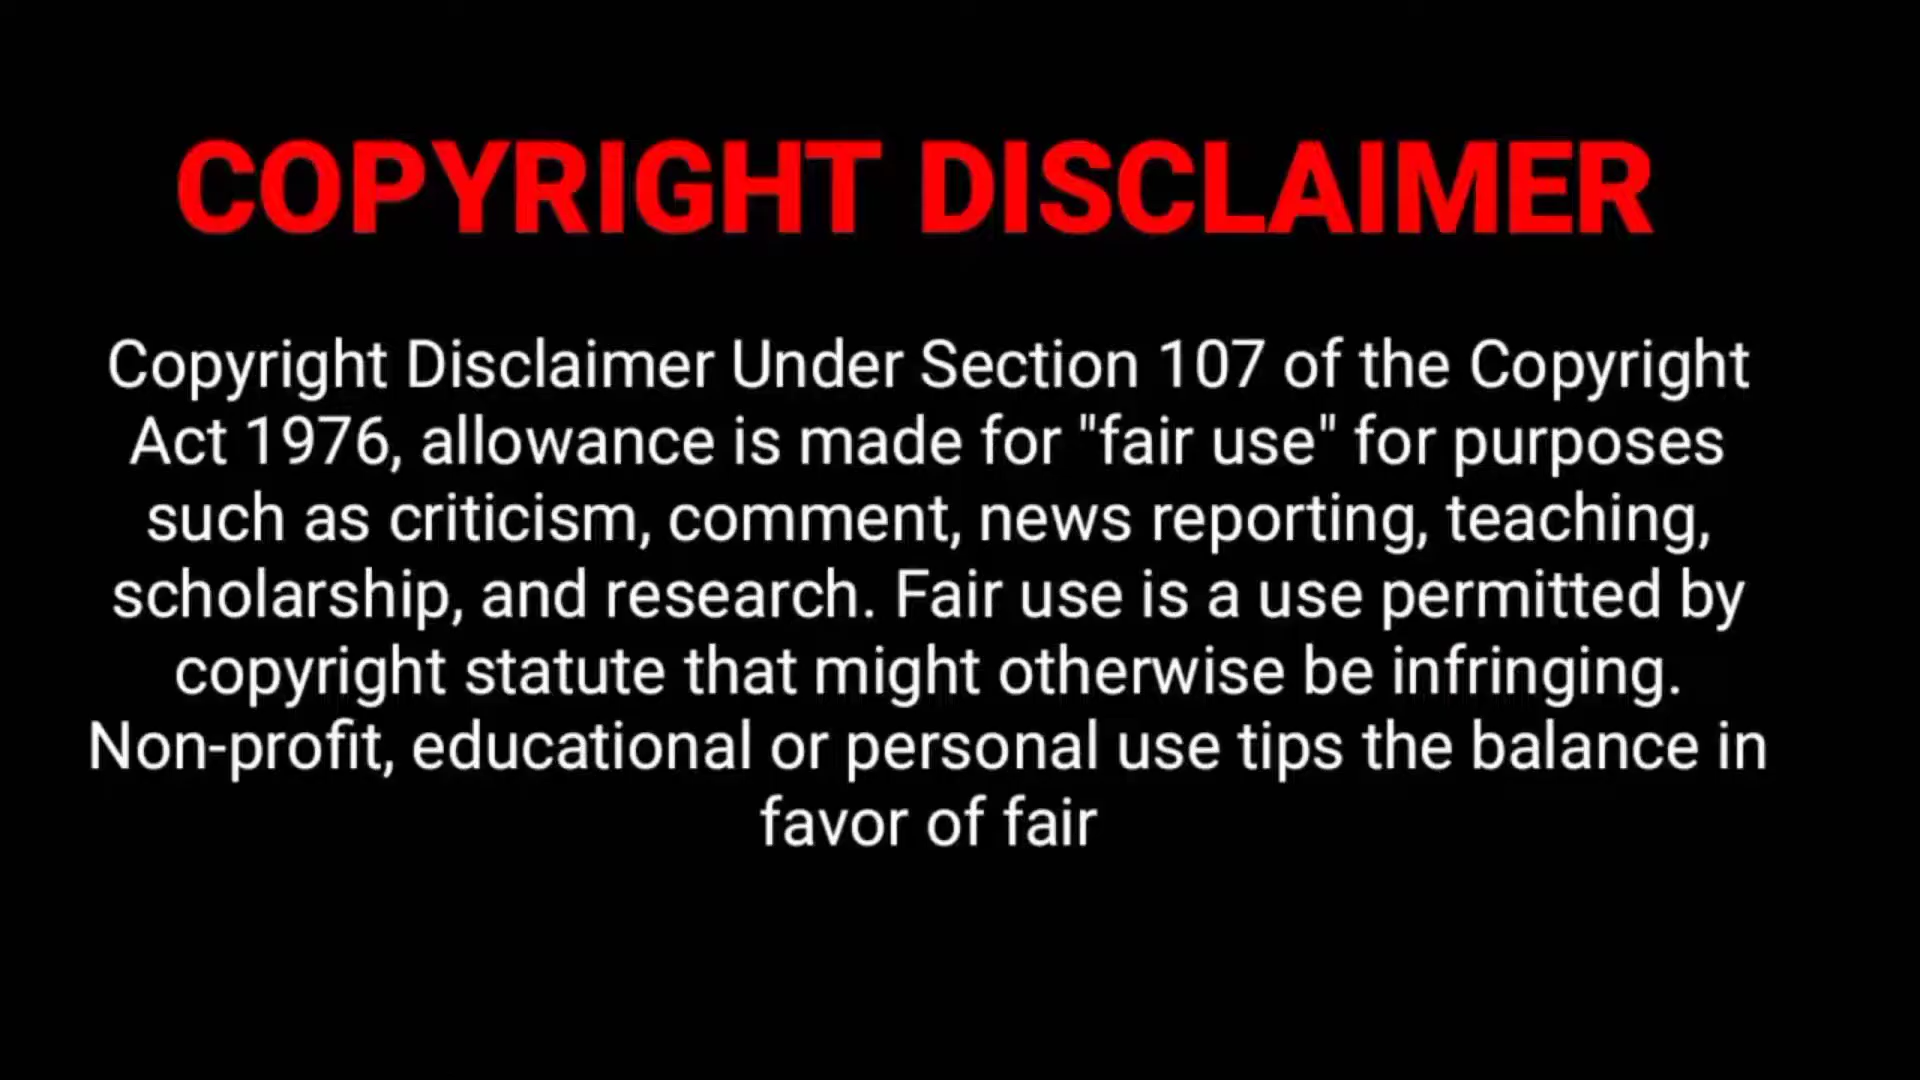 COPYRIGHT DISCLAIMER
Copyright Disclaimer Under Section 107 of the Copyright
Act 1976, allowance is made for "fair use" for purposes
such as criticism, comment, news reporting, teaching,
scholarship, and research. Fair use is a use permitted by
copyright statute that might otherwise be infringing.
Non-profit, educational or personal use tips the balance in
favor of fair